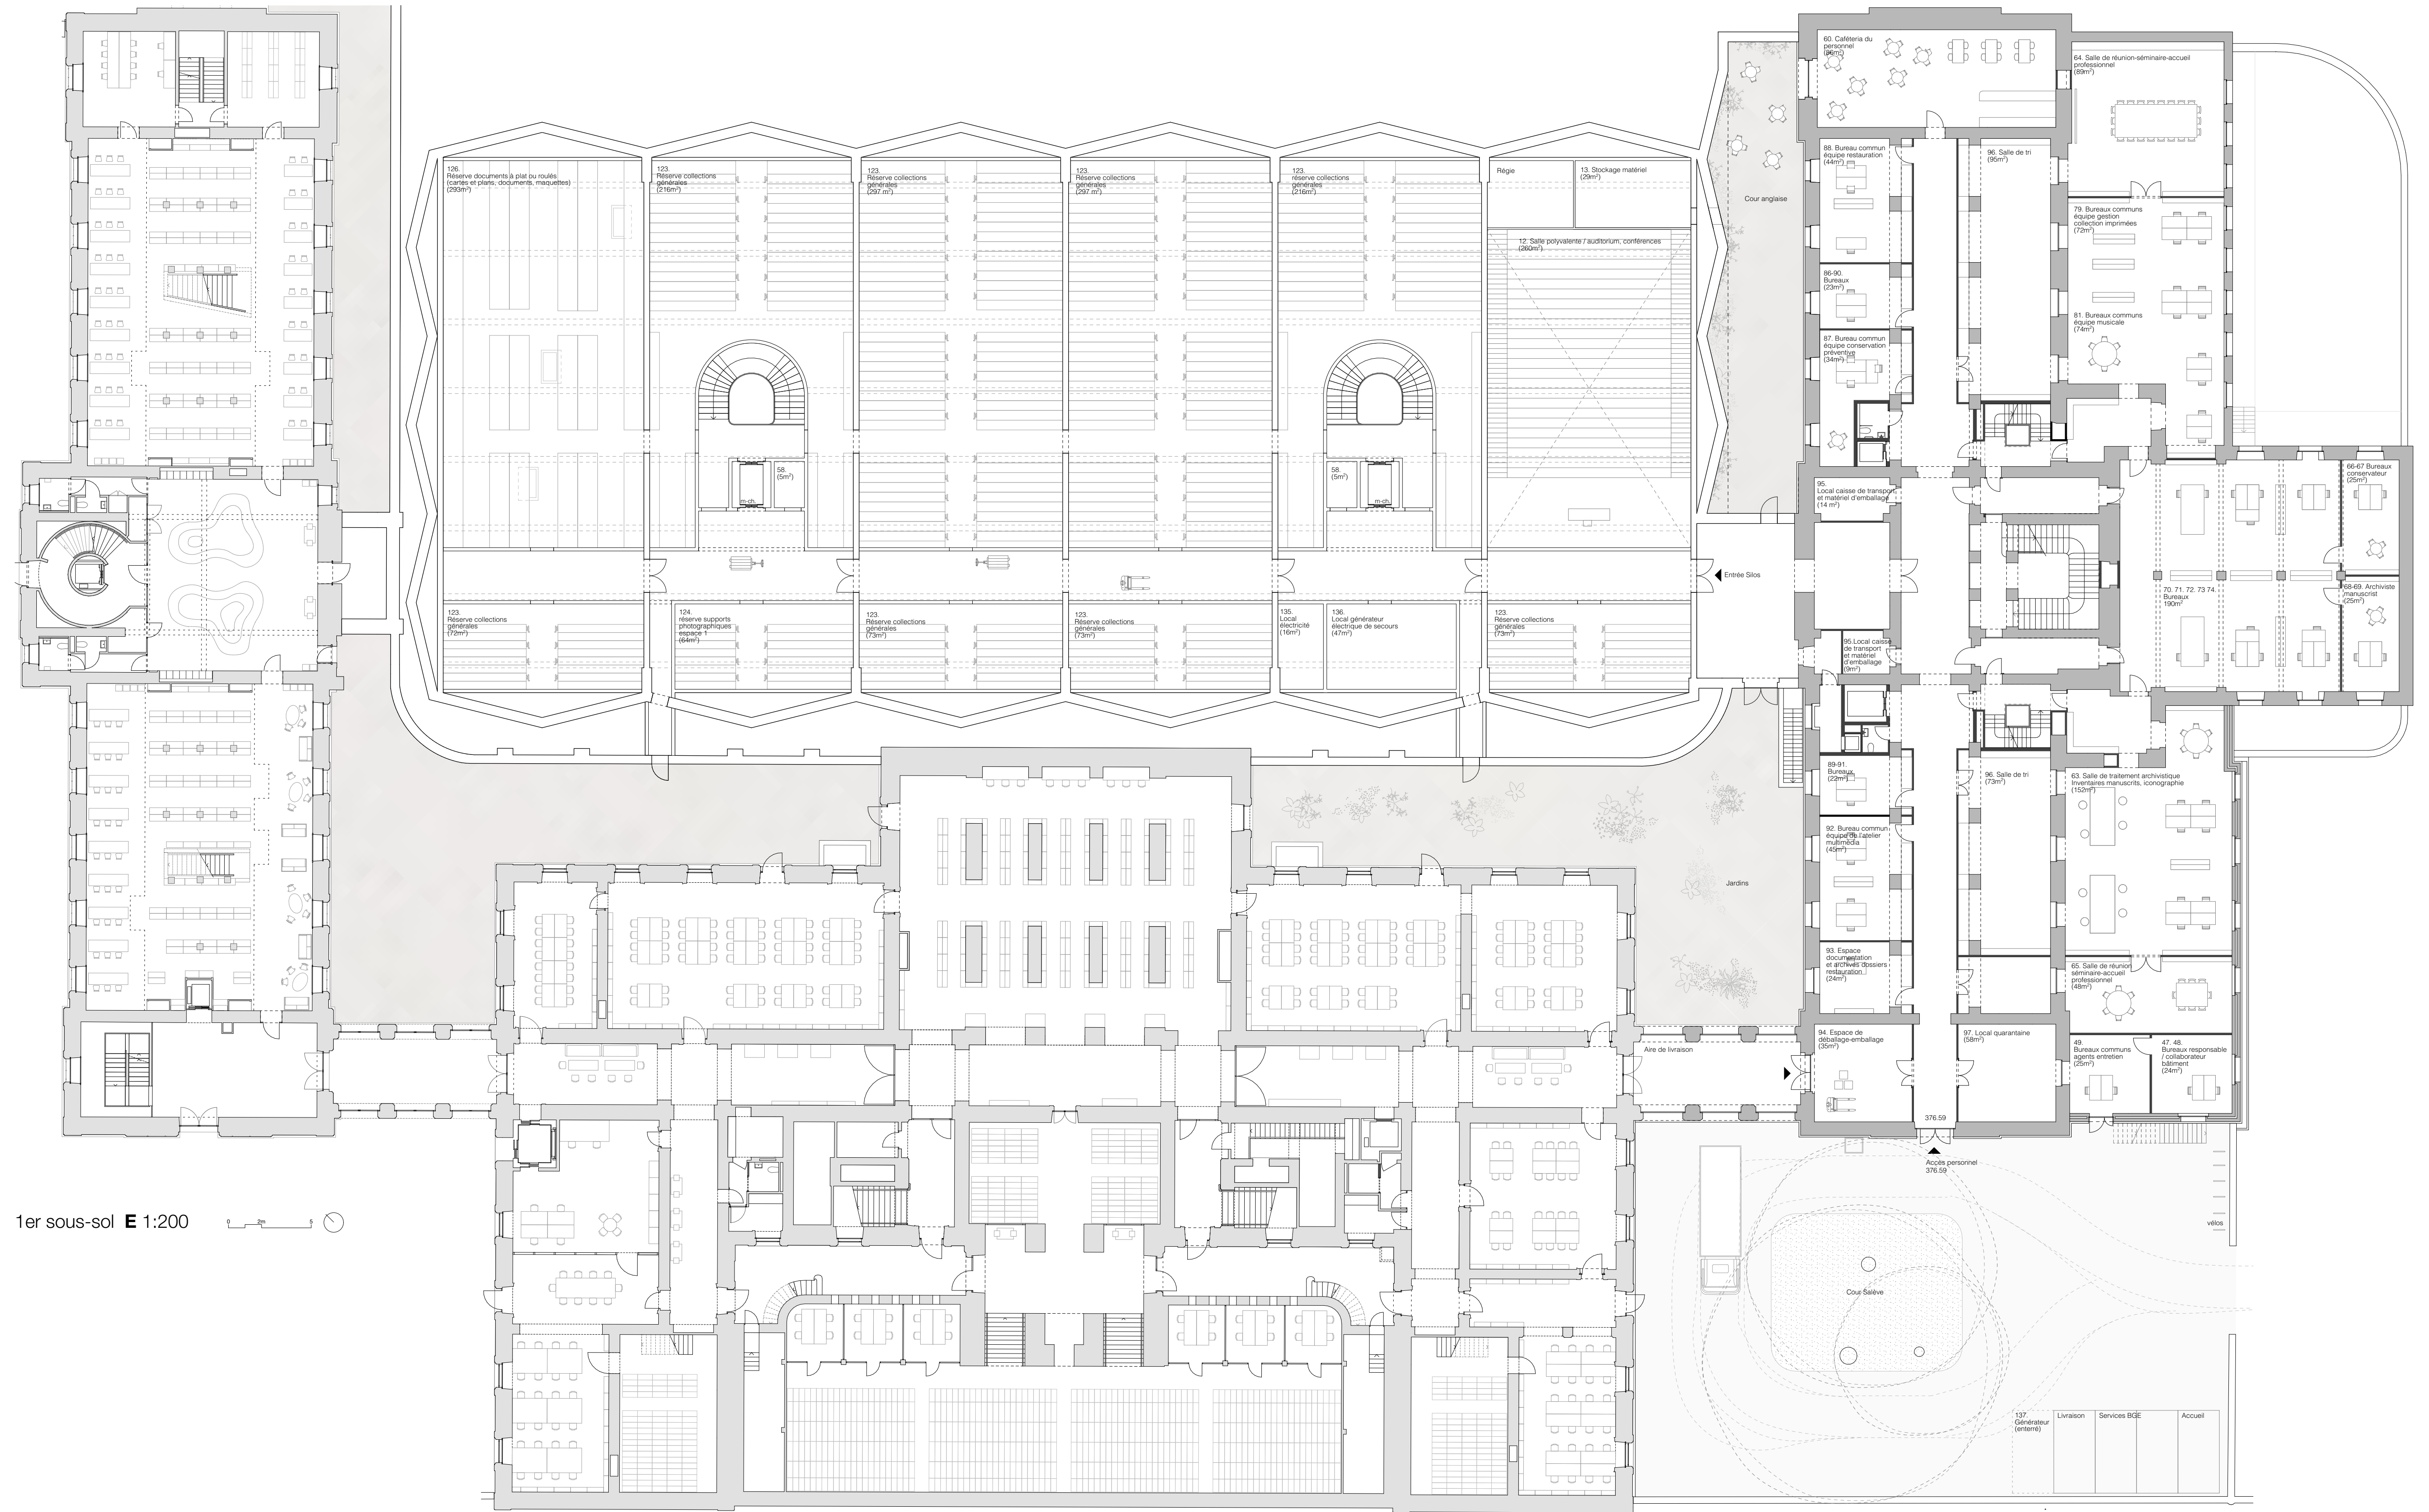 60. Caféteria du
personnel
(86m²)
64. Salle de réunion-séminaire-accueil
professionnel
(89m²)
126.
Réserve documents à plat ou roulés
(cartes et plans, documents, maquettes)
(293m²)
123.
Réserve collections
générales
(216m²)
123.
Réserve collections
générales
(297 m²)
123.
Réserve collections
générales
(297 m²)
123.
réserve collections
générales
(216m²)
Régie
13. Stockage matériel
(29m²)
12. Salle polyvalente / auditorium, conférences
(260m²)
Cour anglaise
88. Bureau commun
équipe restauration
(44m²)
96. Salle de tri
(95m²)
79. Bureaux communs
équipe gestion
collection imprimées
(72m²)
86-90.
Bureaux
(23m²)
81. Bureaux communs
équipe musicale
(74m²)
87. Bureau commun
équipe conservation
préventive
(34m²)
58.
(5m²)
m-ch.
58.
(5m²)
m-ch.
95.
Local caisse de transport
et matériel d'emballage
(14 m²)
66-67 Bureaux
conservateur
(25m²)
Entrée Silos
70. 71. 72. 73 74.
Bureaux
190m²
68-69. Archiviste
manuscrist
(25m²)
123.
Réserve collections
générales
(72m²)
124.
réserve supports
photographiques
espace 1
(64m²)
123.
Réserve collections
générales
(73m²)
123.
Réserve collections
générales
(73m²)
135.
Local
électricité
(16m²)
136.
Local générateur
électrique de secours
(47m²)
123.
Réserve collections
générales
(73m²)
95.Local caisse
de transport
et matériel
d'emballage
(9m²)
89-91.
Bureaux
(22m²)
96. Salle de tri
(73m²)
63. Salle de traitement archivistique
Inventaires manuscrits, iconographie
(152m²)
92. Bureau commun
équipe de l'atelier
multimédia
(45m²)
Jardins
93. Espace
documentation
et archives dossiers
restauration
(24m²)
65. Salle de réunion
séminaire-accueil
professionnel
(48m²)
94. Espace de
déballage-emballage
(35m²)
97. Local quarantaine
(58m²)
49.
Bureaux communs
agents entretien
(25m²)
47. 48.
Bureaux responsable
/ collaborateur
bâtiment
(24m²)
Aire de livraison
376.59
Accès personnel
376.59
vélos
Cour Salève
1er sous-sol E 1:200
0 2m 5
137.
Générateur
(enterré)
Livraison
Services BGE
Accueil